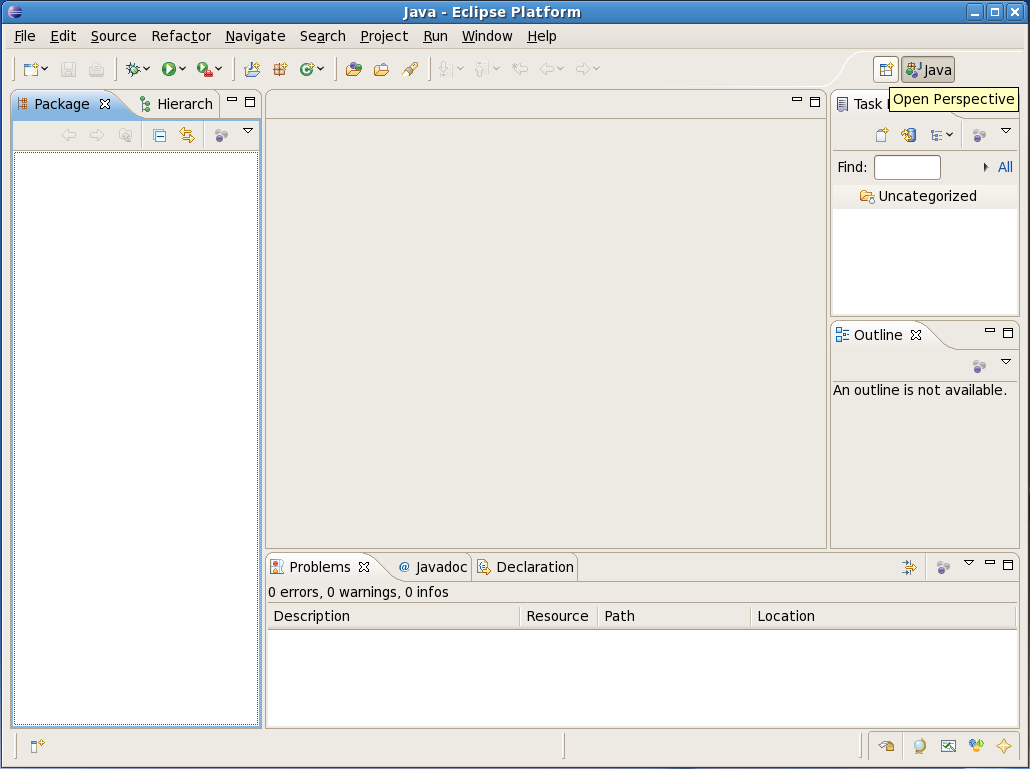 Java - Eclipse Platform
File Edit Source Refactor Navigate Search Project Run Window Help
Java
Open Perspective
Package Hierarch
Task
Find: All
Uncategorized
Outline
An outline is not available.
Problems @ Javadoc Declaration
0 errors, 0 warnings, 0 infos
Description Resource Path Location